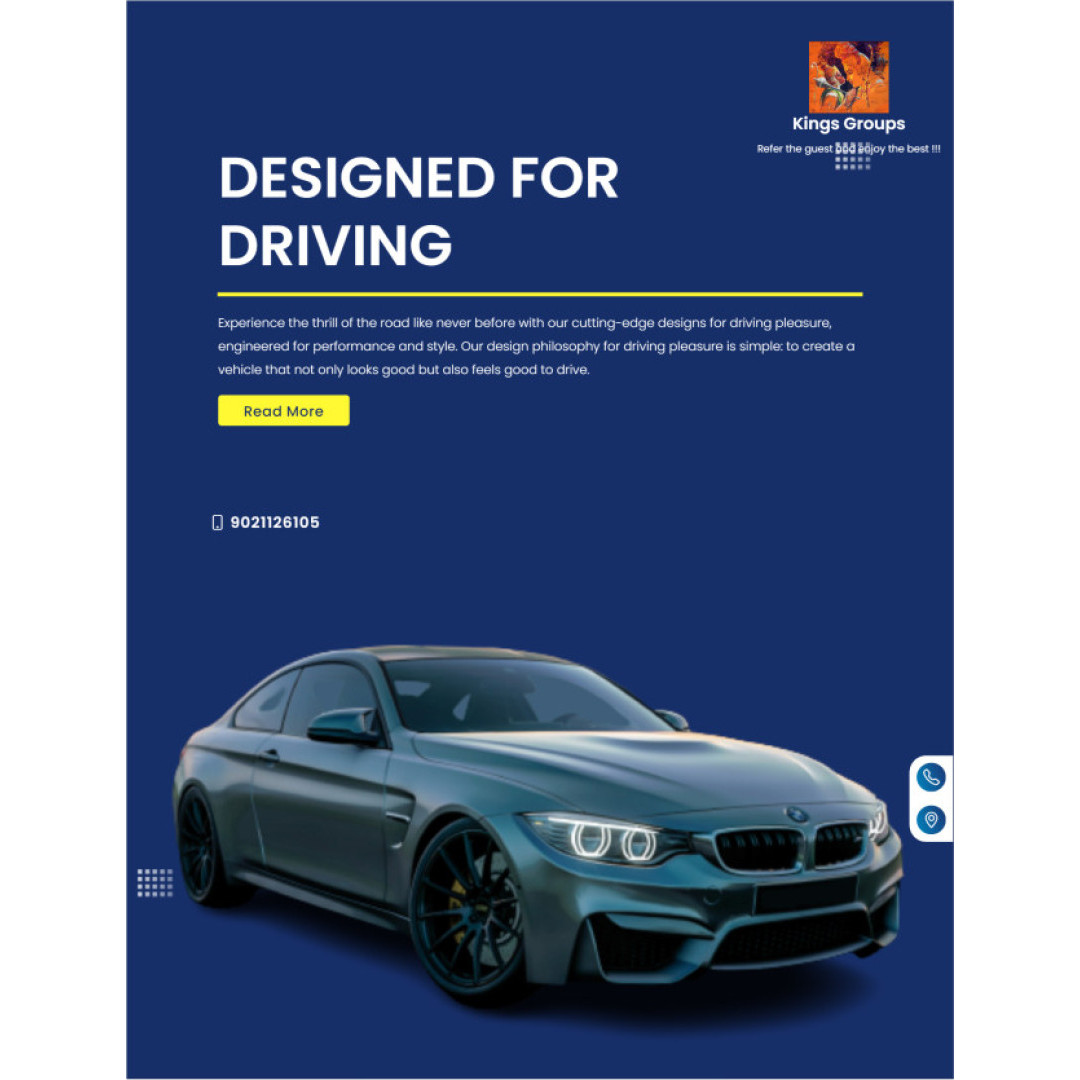 Kings Groups
Refer the guest and enjoy the best !!!
DESIGNED FOR
DRIVING
Experience the thrill of the road like never before with our cutting-edge designs for driving pleasure,
engineered for performance and style. Our design philosophy for driving pleasure is simple: to create a
vehicle that not only looks good but also feels good to drive.
Read More
9021126105